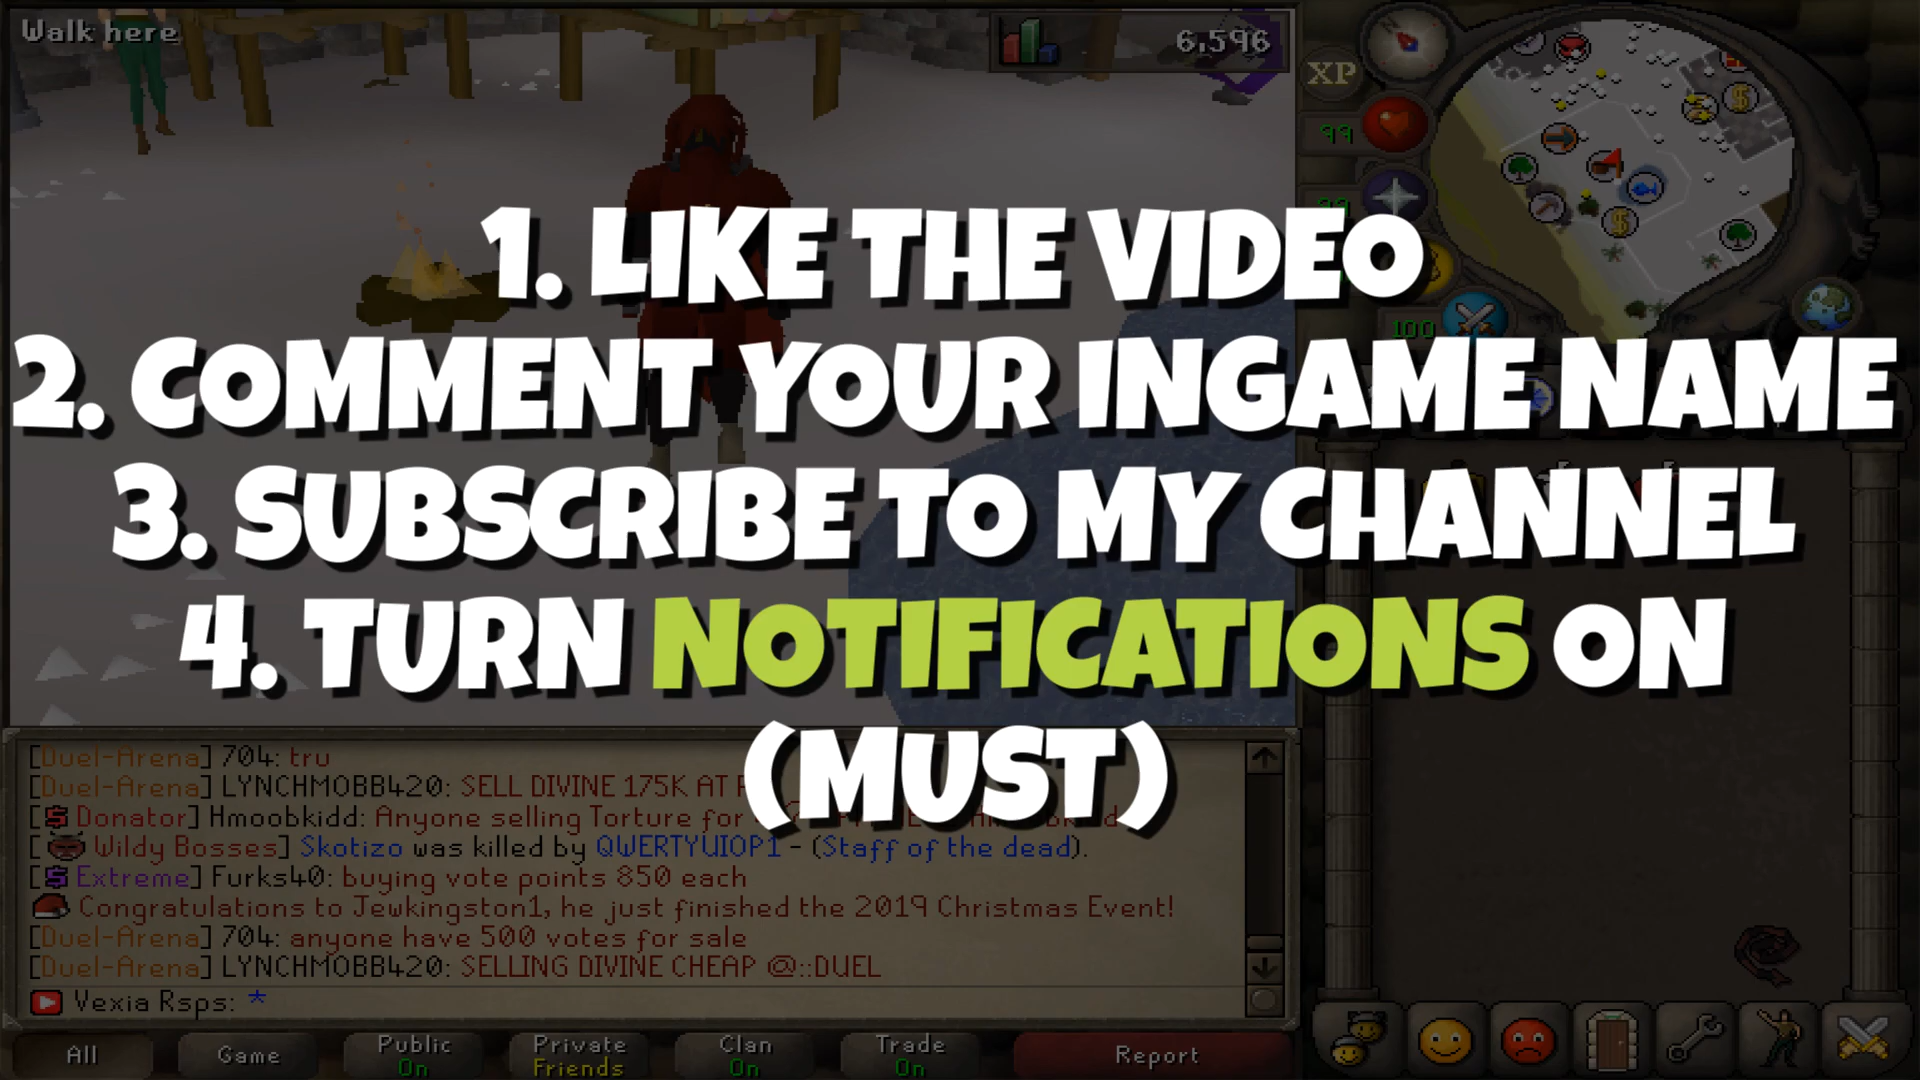 Walk here
6,596
XP
99
1. LIKE THE VIDEO
100
2. COMMENT YOUR INGAME NAME
3. SUBSCRIBE TO MY CHANNEL
4. TURN NOTIFICATIONS ON
(MUST)
[Duel-Arena] 704: tru
[Duel-Arena] LYNCHMOBB420: SELL DIVINE 175K AT
[Donator] Hmoobkidd: Anyone selling Torture for
[Wildy Bosses] Skotizo was killed by QWERTYUIOP1 - (Staff of the dead).
[Extreme] Furks40: buying vote points 850 each
Congratulations to Jewkingston1, he just finished the 2019 Christmas Event!
[Duel-Arena] 704: anyone have 500 votes for sale
[Duel-Arena] LYNCHMOBB420: SELLING DIVINE CHEAP @::DUEL
Vexia Rsps: *
All
Game
Public
On
Private
Friends
Clan
On
Trade
On
Report